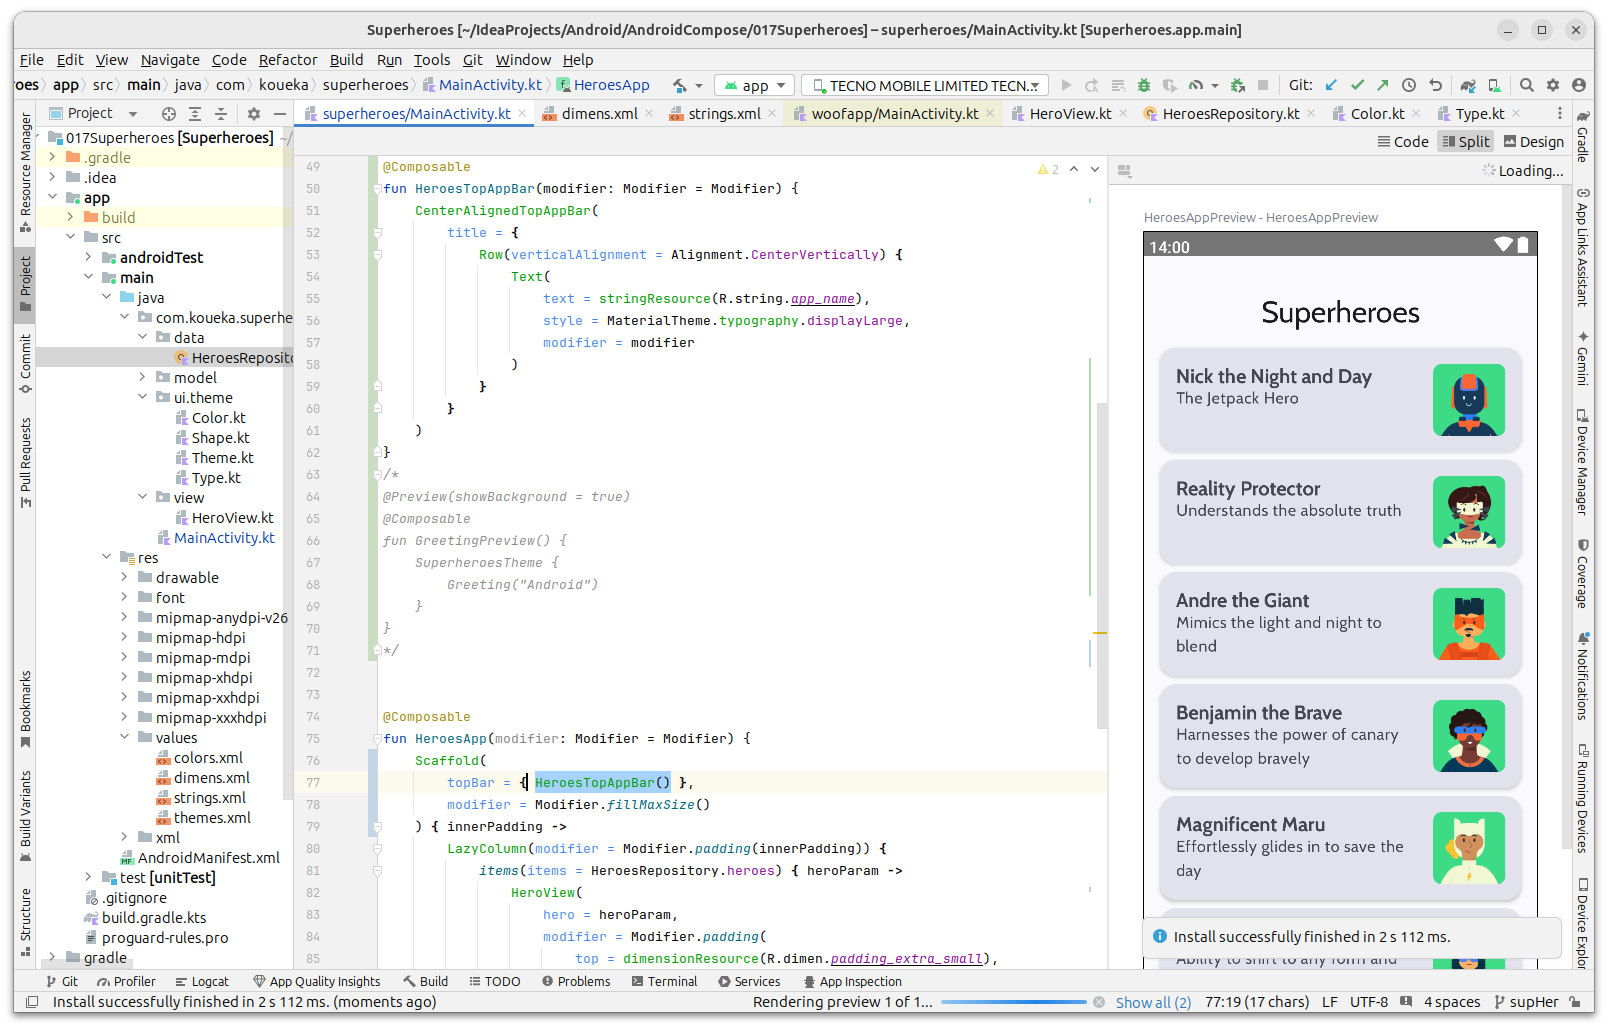 Superheroes [~/IdeaProjects/Android/AndroidCompose/017Superheroes] – superheroes/MainActivity.kt [Superheroes.app.main]
File Edit View Navigate Code Refactor Build Run Tools Git Window Help
oes app src main java com koueka superheroes MainActivity.kt HeroesApp app TECNO MOBILE LIMITED TECN.. Git:
Project superheroes/MainActivity.kt dimens.xml strings.xml woofapp/MainActivity.kt HeroView.kt HeroesRepository.kt Color.kt Type.kt
Code Split Design
Resource Manager
Project
Commit
Pull Requests
Bookmarks
Build Variants
Structure
017Superheroes [Superheroes] ~/
.gradle
.idea
app
build
src
androidTest
main
java
com.koueka.superhe
data
HeroesReposito
model
ui.theme
Color.kt
Shape.kt
Theme.kt
Type.kt
view
HeroView.kt
MainActivity.kt
res
drawable
font
mipmap-anydpi-v26
mipmap-hdpi
mipmap-mdpi
mipmap-xhdpi
mipmap-xxhdpi
mipmap-xxxhdpi
values
colors.xml
dimens.xml
strings.xml
themes.xml
xml
AndroidManifest.xml
test [unitTest]
.gitignore
build.gradle.kts
proguard-rules.pro
gradle
2
49 @Composable
50 fun HeroesTopAppBar(modifier: Modifier = Modifier) {
51 CenterAlignedTopAppBar(
52 title = {
53 Row(verticalAlignment = Alignment.CenterVertically) {
54 Text(
55 text = stringResource(R.string.app_name),
56 style = MaterialTheme.typography.displayLarge,
57 modifier = modifier
58 )
59 }
60 }
61 )
62 }
63 /*
64 @Preview(showBackground = true)
65 @Composable
66 fun GreetingPreview() {
67 SuperheroesTheme {
68 Greeting("Android")
69 }
70 }
71 */
72
73
74 @Composable
75 fun HeroesApp(modifier: Modifier = Modifier) {
76 Scaffold(
77 topBar = { HeroesTopAppBar() },
78 modifier = Modifier.fillMaxSize()
79 ) { innerPadding ->
80 LazyColumn(modifier = Modifier.padding(innerPadding)) {
81 items(items = HeroesRepository.heroes) { heroParam ->
82 HeroView(
83 hero = heroParam,
84 modifier = Modifier.padding(
85 top = dimensionResource(R.dimen.padding_extra_small),
Loading...
HeroesAppPreview - HeroesAppPreview
14:00
Superheroes
Nick the Night and Day
The Jetpack Hero
Reality Protector
Understands the absolute truth
Andre the Giant
Mimics the light and night to
blend
Benjamin the Brave
Harnesses the power of canary
to develop bravely
Magnificent Maru
Effortlessly glides in to save the
day
Install successfully finished in 2 s 112 ms.
Ability to shift to any form and
Gradle
App Links Assistant
Gemini
Device Manager
Coverage
Notifications
Running Devices
Device Explor
Git Profiler Logcat App Quality Insights Build TODO Problems Terminal Services App Inspection
Install successfully finished in 2 s 112 ms. (moments ago) Rendering preview 1 of 1... Show all (2) 77:19 (17 chars) LF UTF-8 4 spaces supHer